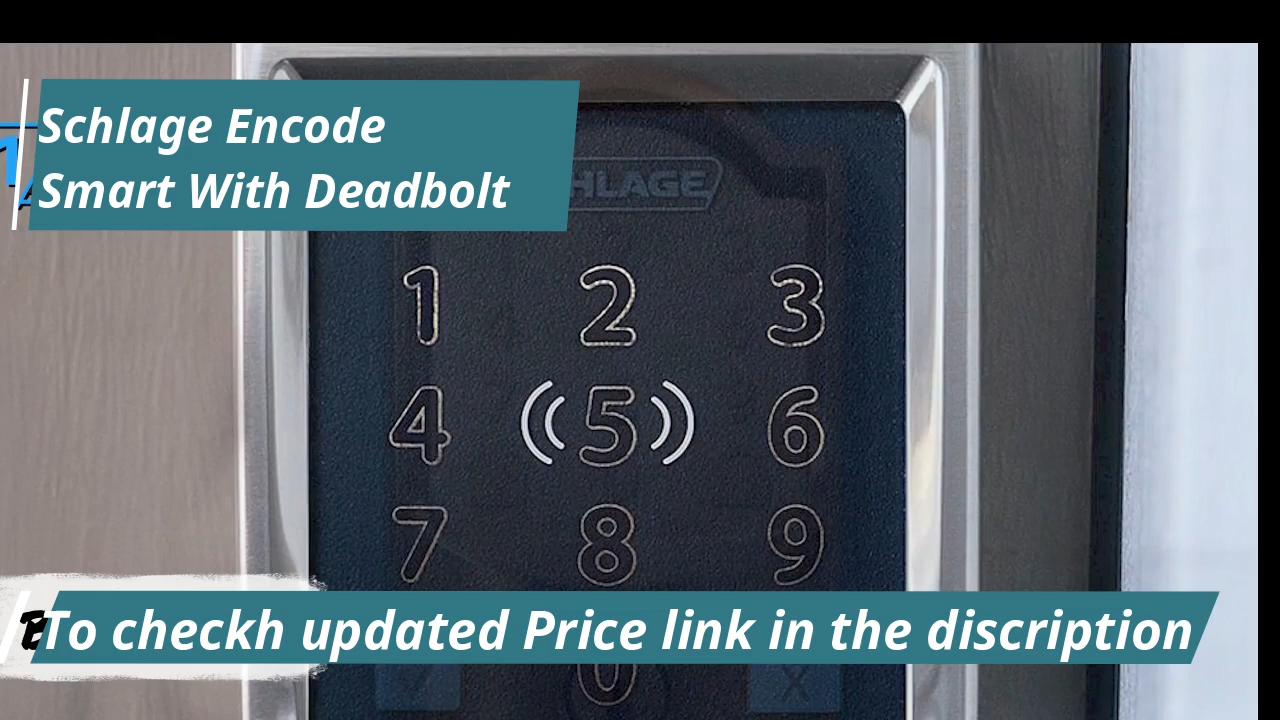 Schlage Encode
Smart With Deadbolt
HLAGE
1 2 3
4 5 6
7 8 9
To checkh updated Price link in the discription
0
X